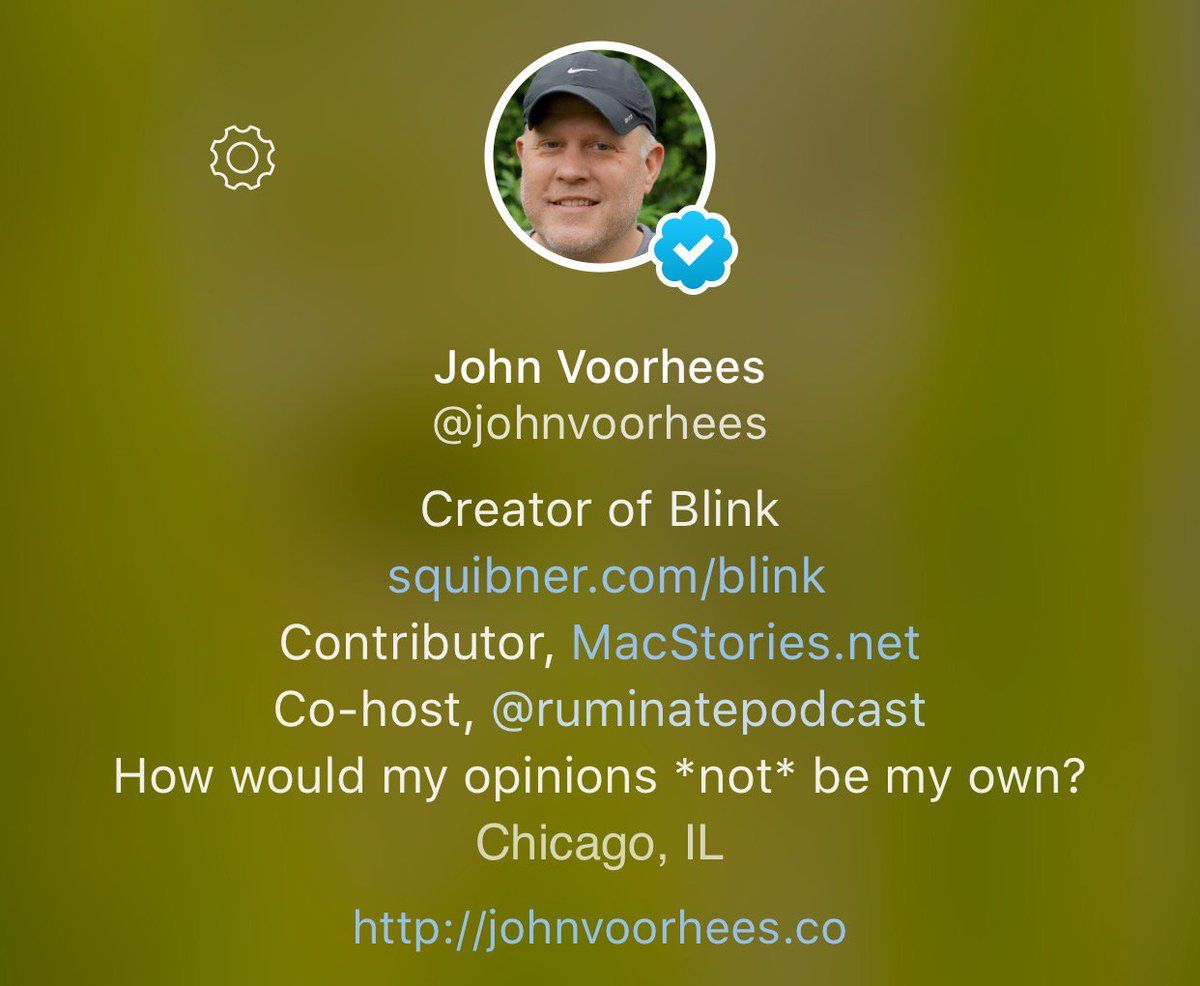 John Voorhees
@johnvoorhees
Creator of Blink
squibner.com/blink
Contributor, MacStories.net
Co-host, @ruminatepodcast
How would my opinions *not* be my own?
Chicago, IL
http://johnvoorhees.co